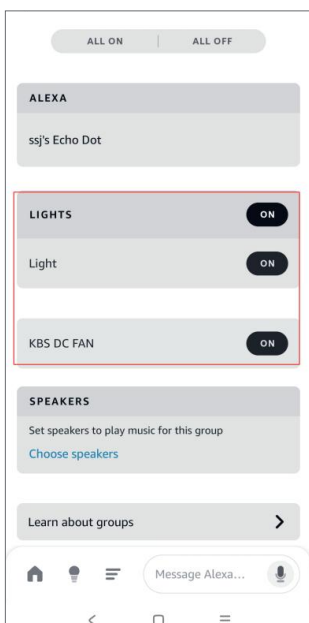 ALL ON | ALL OFF
ALEXA
ssj's Echo Dot
LIGHTS ON
Light ON
KBS DC FAN ON
SPEAKERS
Set speakers to play music for this group
Choose speakers
Learn about groups
Message Alexa...